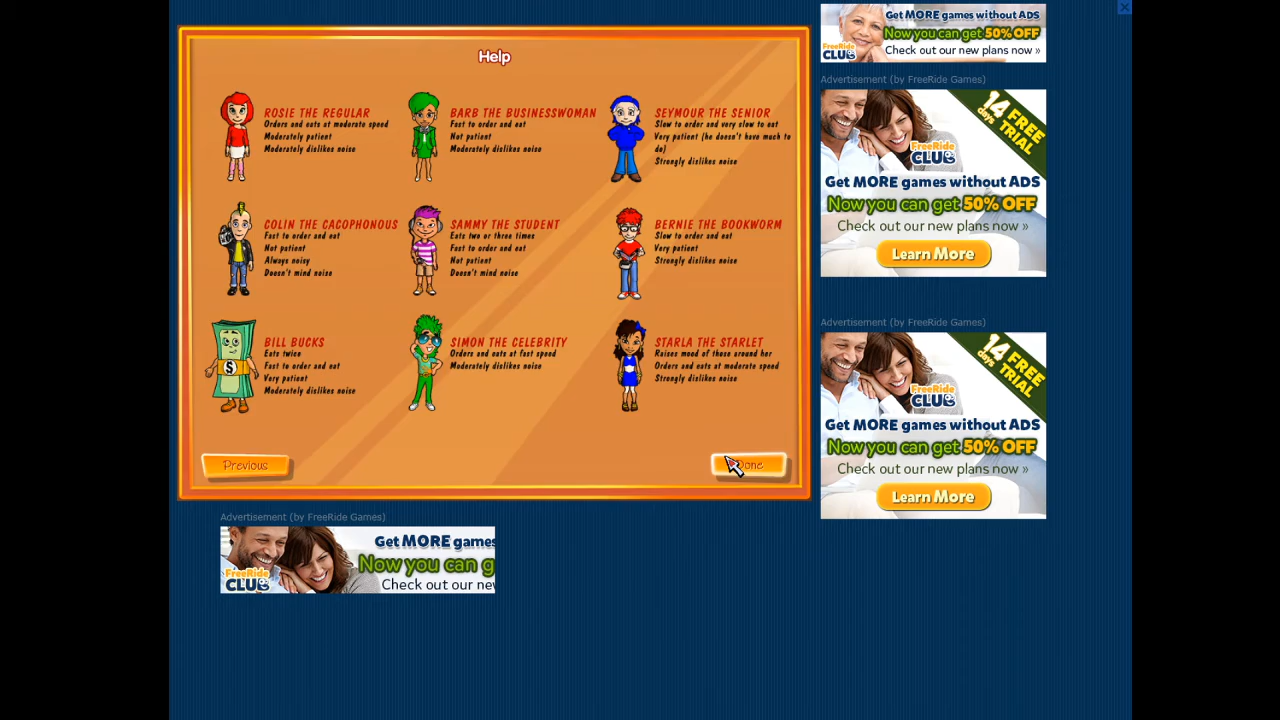 Help
ROSIE THE REGULAR
Orders and eats at moderate speed
Moderately patient
Moderately dislikes noise
BARB THE BUSINESSWOMAN
Fast to order and eat
Not patient
Moderately dislikes noise
SEYMOUR THE SENIOR
Slow to order and very slow to eat
Very patient (he doesn't have much to
do)
Strongly dislikes noise
COLIN THE CACOPHONOUS
Fast to order and eat
Not patient
Always noisy
Doesn't mind noise
SAMMY THE STUDENT
Eats two or three times
Fast to order and eat
Not patient
Doesn't mind noise
BERNIE THE BOOKWORM
Slow to order and eat
Very patient
Strongly dislikes noise
BILL BUCKS
Eats twice
Fast to order and eat
Very patient
Moderately dislikes noise
$
SIMON THE CELEBRITY
Orders and eats at fast speed
Moderately dislikes noise
STARLA THE STARLET
Raises mood of those around her
Orders and eats at moderate speed
Strongly dislikes noise
Previous
Done
Advertisement (by FreeRide Games)
Get MORE games
Now you can g
Check out our new
FreeRide
CLUB
Get MORE games without ADS
Now you can get 50% OFF
Check out our new plans now »
FreeRide
CLUB
Advertisement (by FreeRide Games)
14 days FREE TRIAL
FreeRide
CLUB
Get MORE games without ADS
Now you can get 50% OFF
Check out our new plans now »
Learn More
Advertisement (by FreeRide Games)
14 days FREE TRIAL
FreeRide
CLUB
Get MORE games without ADS
Now you can get 50% OFF
Check out our new plans now »
Learn More